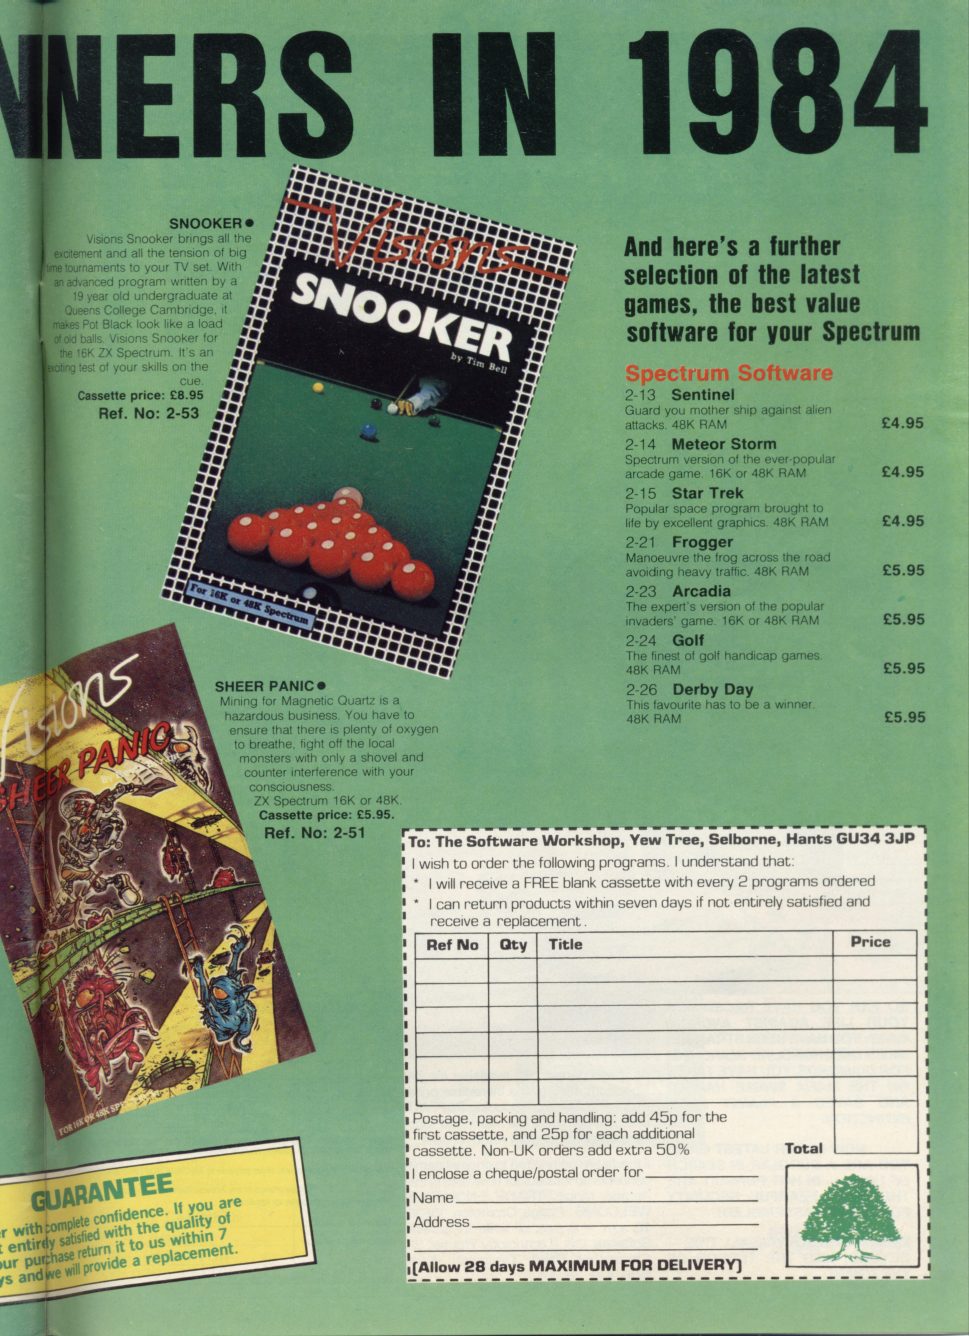 NNERS IN 1984
SNOOKER●
Visions Snooker brings all the
excitement and all the tension of big
time tournaments to your TV set. With
an advanced program written by a
19 year old undergraduate at
Queens College Cambridge, it
makes Pot Black look like a load
of old balls. Visions Snooker for
the 16K ZX Spectrum. It's an
exciting test of your skills on the
cue.
Cassette price: £8.95
Ref. No: 2-53
Visions
SNOOKER
by Tim Bell
For 16K or 48K Spectrum
And here's a further
selection of the latest
games, the best value
software for your Spectrum
Spectrum Software
2-13 Sentinel
Guard you mother ship against alien
attacks. 48K RAM £4.95
2-14 Meteor Storm
Spectrum version of the ever-popular
arcade game. 16K or 48K RAM £4.95
2-15 Star Trek
Popular space program brought to
life by excellent graphics. 48K RAM £4.95
2-21 Frogger
Manoeuvre the frog across the road
avoiding heavy traffic. 48K RAM £5.95
2-23 Arcadia
The expert's version of the popular
invaders' game. 16K or 48K RAM £5.95
2-24 Golf
The finest of golf handicap games.
48K RAM £5.95
2-26 Derby Day
This favourite has to be a winner.
48K RAM £5.95
Visions
SHEER PANIC
FOR 16K OR 48K
SHEER PANIC●
Mining for Magnetic Quartz is a
hazardous business. You have to
ensure that there is plenty of oxygen
to breathe, fight off the local
monsters with only a shovel and
counter interference with your
consciousness.
ZX Spectrum 16K or 48K.
Cassette price: £5.95.
Ref. No: 2-51
To: The Software Workshop, Yew Tree, Selborne, Hants GU34 3JP
I wish to order the following programs. I understand that:
* I will receive a FREE blank cassette with every 2 programs ordered
* I can return products within seven days if not entirely satisfied and
receive a replacement.
Ref No Qty Title Price
Postage, packing and handling: add 45p for the
first cassette, and 25p for each additional
cassette. Non-UK orders add extra 50%
Total
I enclose a cheque/postal order for
Name
Address
(Allow 28 days MAXIMUM FOR DELIVERY)
GUARANTEE
r with complete confidence. If you are
t entirely satisfied with the quality of
our purchase return it to us within 7
ys and we will provide a replacement.